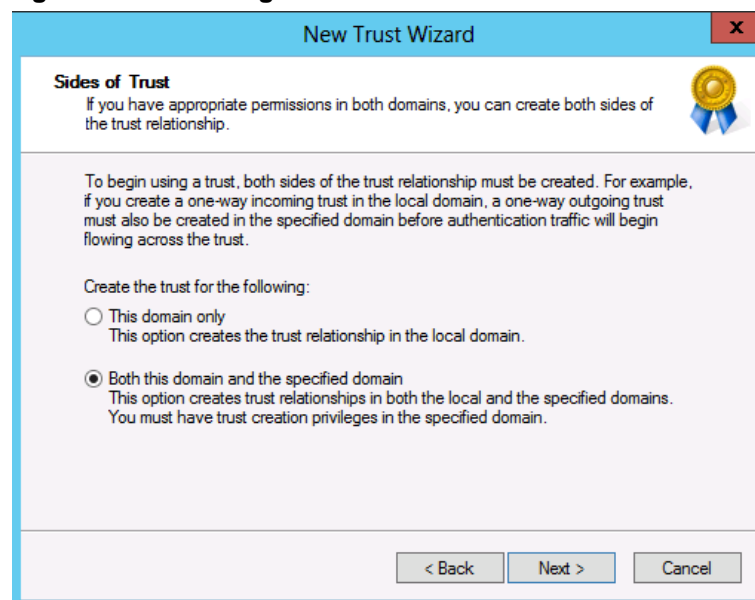 New Trust Wizard
x
Sides of Trust
If you have appropriate permissions in both domains, you can create both sides of
the trust relationship.
To begin using a trust, both sides of the trust relationship must be created. For example,
if you create a one-way incoming trust in the local domain, a one-way outgoing trust
must also be created in the specified domain before authentication traffic will begin
flowing across the trust.
Create the trust for the following:
This domain only
This option creates the trust relationship in the local domain.
Both this domain and the specified domain
This option creates trust relationships in both the local and the specified domains.
You must have trust creation privileges in the specified domain.
< Back
Next >
Cancel